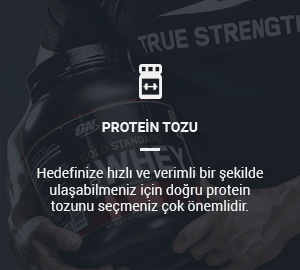 TRUE STRENGTH
PROTEİN TOZU
ON
GOLD STANDARD
WHEY
Hedefinize hızlı ve verimli bir şekilde
ulaşabilmeniz için doğru protein
tozunu seçmeniz çok önemlidir.